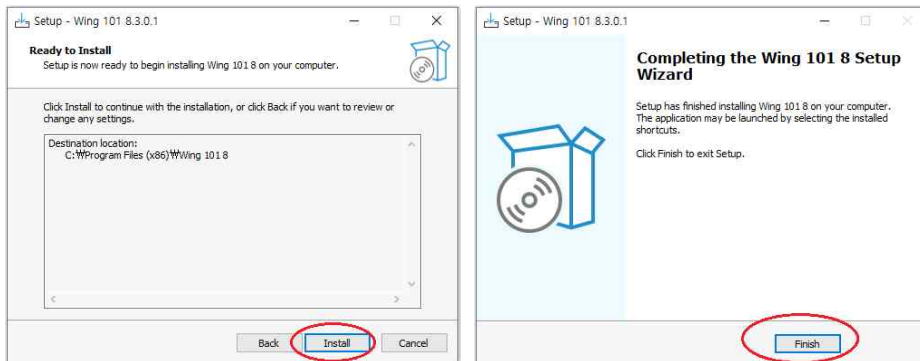 Setup - Wing 101 8.3.0.1
Ready to Install
Setup is now ready to begin installing Wing 101 8 on your computer.
Click Install to continue with the installation, or click Back if you want to review or
change any settings.
Destination location:
C:₩Program Files (x86)₩Wing 101 8
Back
Install
Cancel
Setup - Wing 101 8.3.0.1
Completing the Wing 101 8 Setup
Wizard
Setup has finished installing Wing 101 8 on your computer.
The application may be launched by selecting the installed
shortcuts.
Click Finish to exit Setup.
Finish